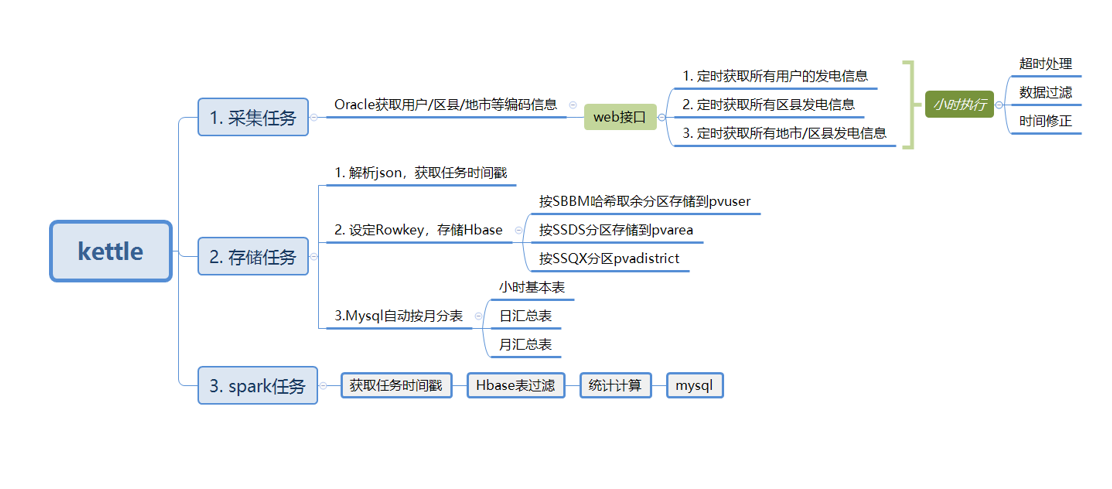 kettle
1. 采集任务
Oracle获取用户/区县/地市等编码信息
web接口
1. 定时获取所有用户的发电信息
2. 定时获取所有区县发电信息
3. 定时获取所有地市/区县发电信息
小时执行
超时处理
数据过滤
时间修正
2. 存储任务
1. 解析json，获取任务时间戳
2. 设定Rowkey，存储Hbase
按SBBM哈希取余分区存储到pvuser
按SSDS分区存储到pvarea
按SSQX分区pvadistrict
3.Mysql自动按月分表
小时基本表
日汇总表
月汇总表
3. spark任务
获取任务时间戳
Hbase表过滤
统计计算
mysql